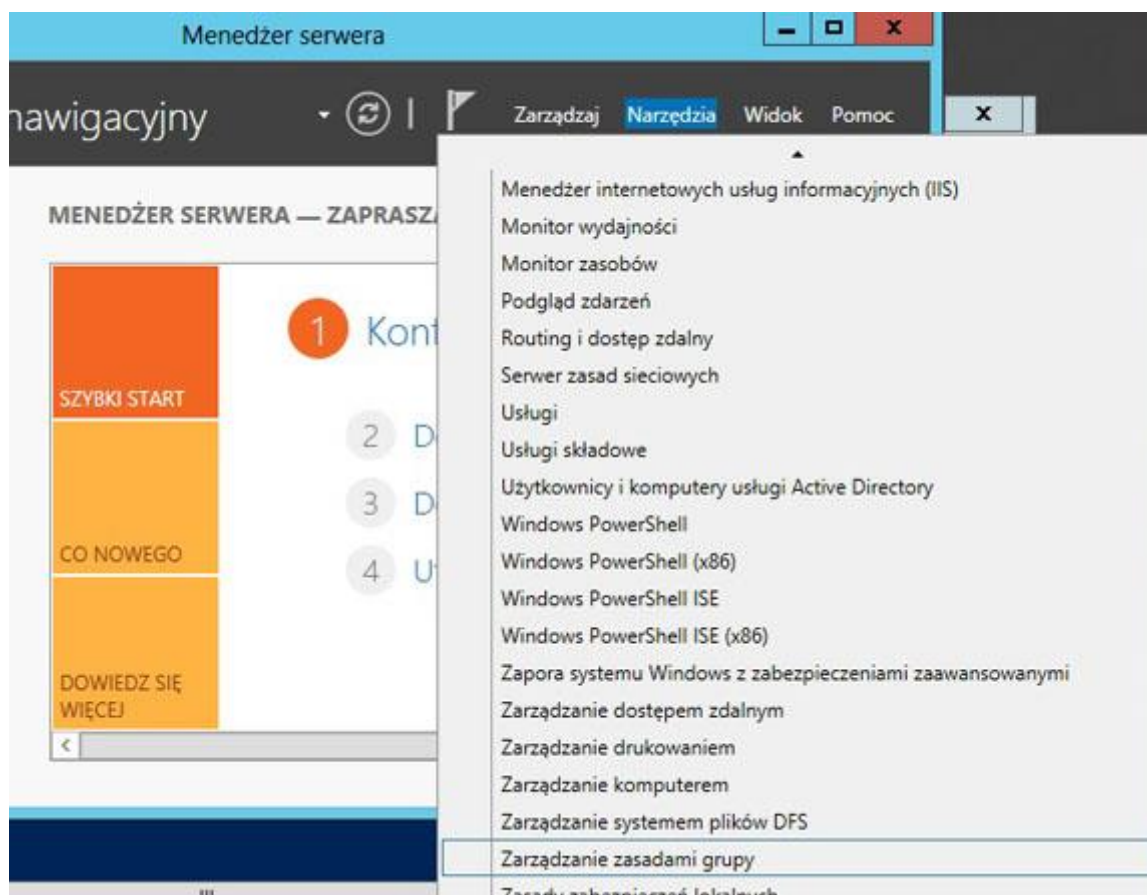 Menedżer serwera
nawigacyjny
Zarządzaj Narzędzia Widok Pomoc
MENEDŻER SERWERA — ZAPRASZA
SZYBKI START
CO NOWEGO
DOWIEDZ SIĘ
WIĘCEJ
1 Kont
2 D
3 D
4 U
Menedżer internetowych usług informacyjnych (IIS)
Monitor wydajności
Monitor zasobów
Podgląd zdarzeń
Routing i dostęp zdalny
Serwer zasad sieciowych
Usługi
Usługi składowe
Użytkownicy i komputery usługi Active Directory
Windows PowerShell
Windows PowerShell (x86)
Windows PowerShell ISE
Windows PowerShell ISE (x86)
Zapora systemu Windows z zabezpieczeniami zaawansowanymi
Zarządzanie dostępem zdalnym
Zarządzanie drukowaniem
Zarządzanie komputerem
Zarządzanie systemem plików DFS
Zarządzanie zasadami grupy
Zasady zabezpieczeń lokalnych